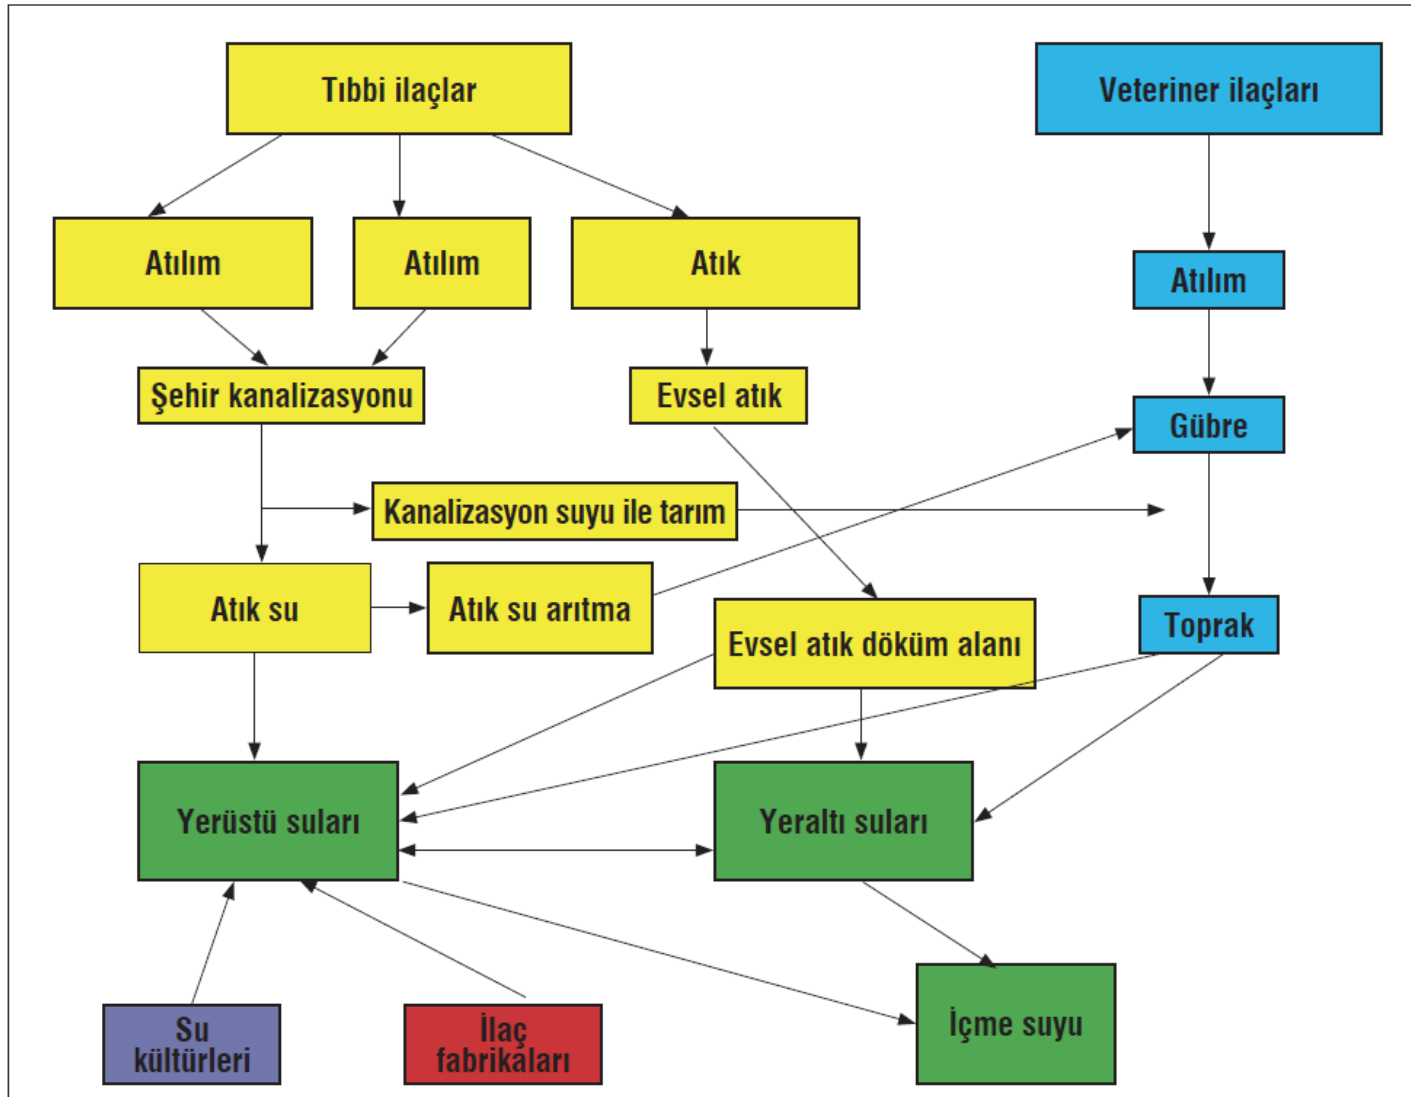 Tıbbi ilaçlar
Veteriner ilaçları
Atılım
Atılım
Atık
Atılım
Şehir kanalizasyonu
Evsel atık
Gübre
Kanalizasyon suyu ile tarım
Atık su
Atık su arıtma
Evsel atık döküm alanı
Toprak
Yerüstü suları
Yeraltı suları
Su
kültürleri
İlaç
fabrikaları
İçme suyu